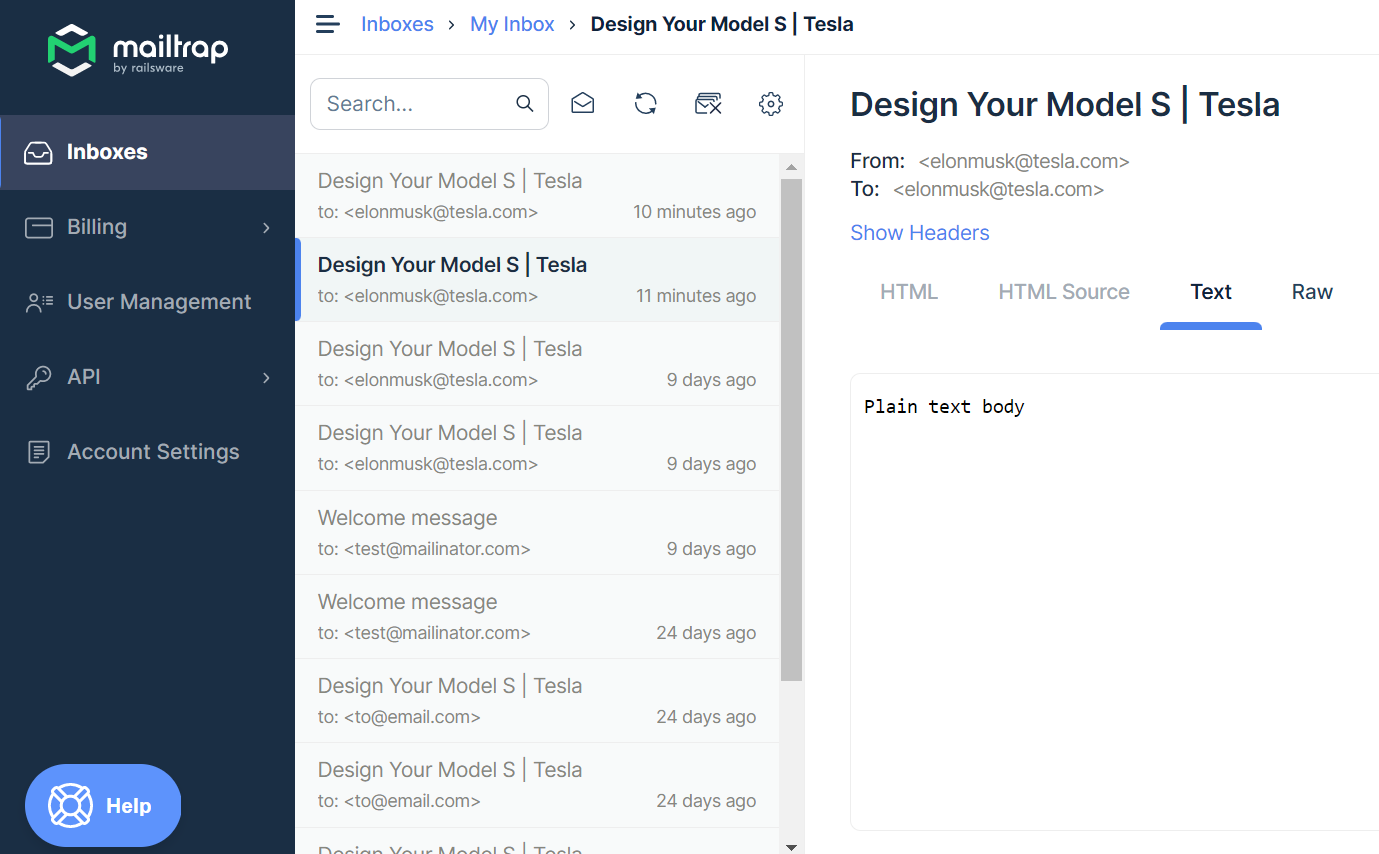 mailtrap
by railsware
Inboxes
Billing
User Management
API
Account Settings
Help
Inboxes › My Inbox › Design Your Model S | Tesla
Search...
Design Your Model S | Tesla
to: <elonmusk@tesla.com> 10 minutes ago
Design Your Model S | Tesla
to: <elonmusk@tesla.com> 11 minutes ago
Design Your Model S | Tesla
to: <elonmusk@tesla.com> 9 days ago
Design Your Model S | Tesla
to: <elonmusk@tesla.com> 9 days ago
Welcome message
to: <test@mailinator.com> 9 days ago
Welcome message
to: <test@mailinator.com> 24 days ago
Design Your Model S | Tesla
to: <to@email.com> 24 days ago
Design Your Model S | Tesla
to: <to@email.com> 24 days ago
Design Your Model S | Tesla
Design Your Model S | Tesla
From: <elonmusk@tesla.com>
To: <elonmusk@tesla.com>
Show Headers
HTML HTML Source Text Raw
Plain text body